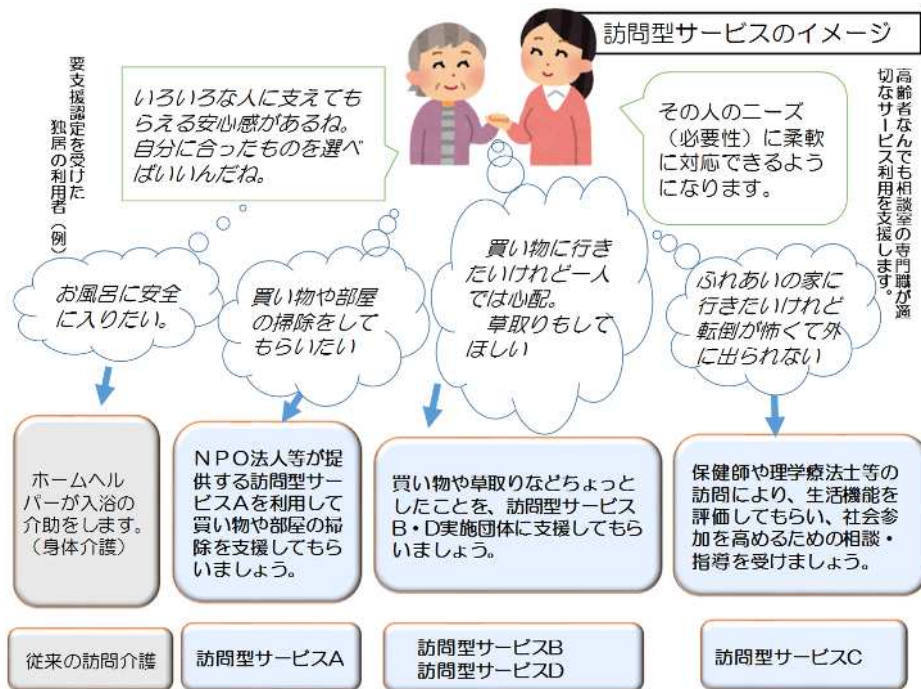 訪問型サービスのイメージ
要支援認定を受けた
独居の利用者（例）
いろいろな人に支えても
らえる安心感があるね。
自分に合ったものを選べ
ばいいんだね。
その人のニーズ
（必要性）に柔軟
に対応できるよう
になります。
高齢者なんでも相談室の専門職が適
切なサービス利用を支援します。
お風呂に安全
に入りたい。
買い物や部屋
の掃除をして
もらいたい
買い物に行き
たいけれど一人
では心配。
草取りもして
ほしい
ふれあいの家に
行きたいけれど
転倒が怖くて外
に出られない
ホームヘル
パーが入浴の
介助をします。
（身体介護）
ＮＰＯ法人等が提
供する訪問型サー
ビスAを利用して
買い物や部屋の掃
除を支援してもら
いましょう。
買い物や草取りなどちょっと
したことを、訪問型サービス
B・D実施団体に支援してもら
いましょう。
保健師や理学療法士等の
訪問により、生活機能を
評価してもらい、社会参
加を高めるための相談・
指導を受けましょう。
従来の訪問介護
訪問型サービスA
訪問型サービスB
訪問型サービスD
訪問型サービスC